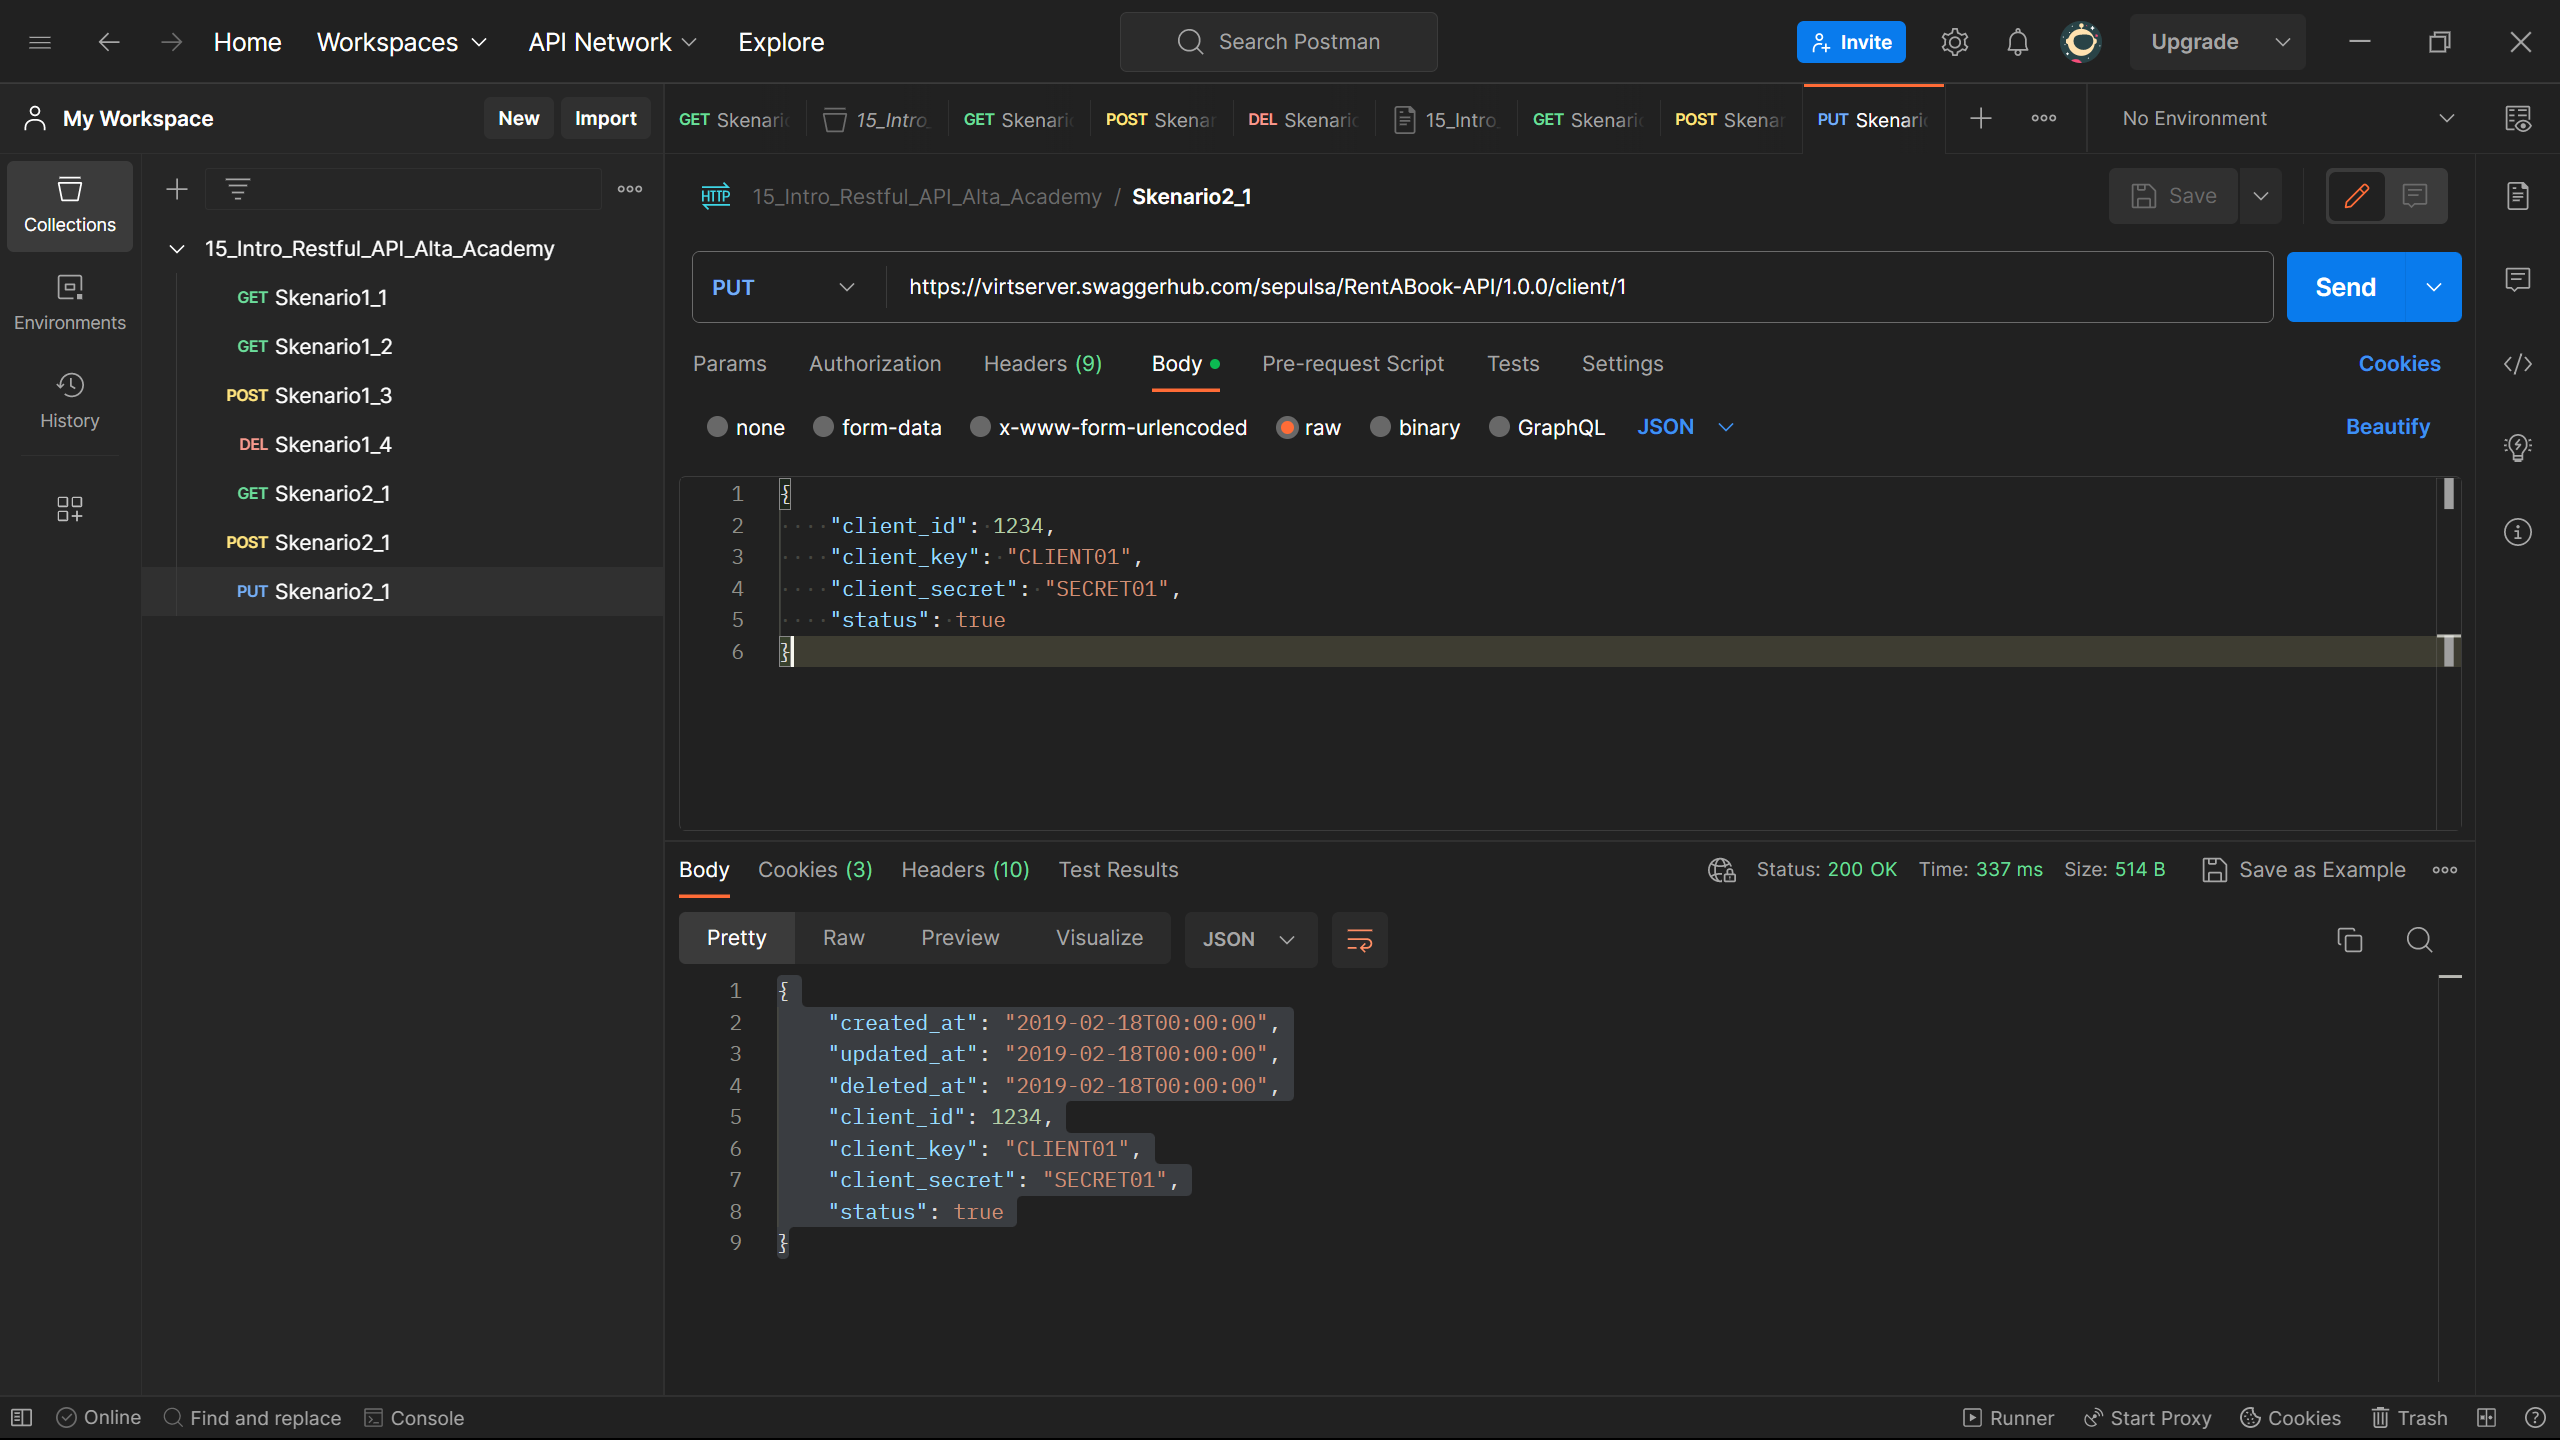 Home Workspaces API Network Explore Search Postman Invite Upgrade
My Workspace New Import
GET Skenario
15_Intro_
GET Skenari
POST Skenar
DEL Skenario
15_Intro_
GET Skenario
POST Skenar
PUT Skenario
No Environment
Collections
Environments
History
15_Intro_Restful_API_Alta_Academy
GET Skenario1_1
GET Skenario1_2
POST Skenario1_3
DEL Skenario1_4
GET Skenario2_1
POST Skenario2_1
PUT Skenario2_1
HTTP 15_Intro_Restful_API_Alta_Academy / Skenario2_1 Save
PUT https://virtserver.swaggerhub.com/sepulsa/RentABook-API/1.0.0/client/1 Send
Params Authorization Headers (9) Body Pre-request Script Tests Settings Cookies
none form-data x-www-form-urlencoded raw binary GraphQL JSON Beautify
1 {
2 "client_id": 1234,
3 "client_key": "CLIENT01",
4 "client_secret": "SECRET01",
5 "status": true
6 }
Body Cookies (3) Headers (10) Test Results Status: 200 OK Time: 337 ms Size: 514 B Save as Example
Pretty Raw Preview Visualize JSON
1 {
2 "created_at": "2019-02-18T00:00:00",
3 "updated_at": "2019-02-18T00:00:00",
4 "deleted_at": "2019-02-18T00:00:00",
5 "client_id": 1234,
6 "client_key": "CLIENT01",
7 "client_secret": "SECRET01",
8 "status": true
9 }
Online Find and replace Console Runner Start Proxy Cookies Trash